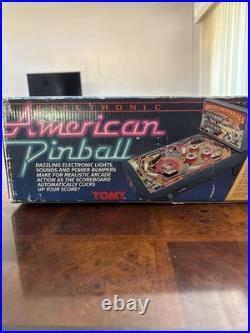 ELECTRONIC
American
Pinball
DAZZLING ELECTRONIC LIGHTS,
SOUNDS AND POWER BUMPERS
MAKE FOR REALISTIC ARCADE
ACTION AS THE SCOREBOARD
AUTOMATICALLY CLICKS
UP YOUR SCORE!
TOMY